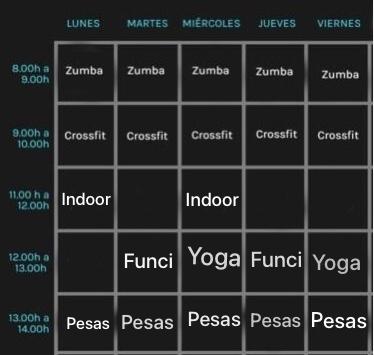 LUNES MARTES MIÉRCOLES JUEVES VIERNES
8.00h a Zumba Zumba Zumba Zumba Zumba
9.00h
9.00h a Crossfit Crossfit Crossfit Crossfit Crossfit
10.00h
11.00 h a Indoor Indoor
12.00h
12.00h a Funci Yoga Funci Yoga
13.00h
13.00h a Pesas Pesas Pesas Pesas Pesas
14.00h